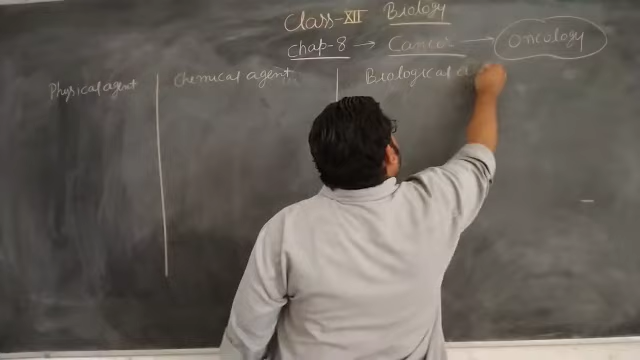 Class-XII Biology
Chap-8 → Cancer → Oncology
Physical agent Chemical agent Biological a